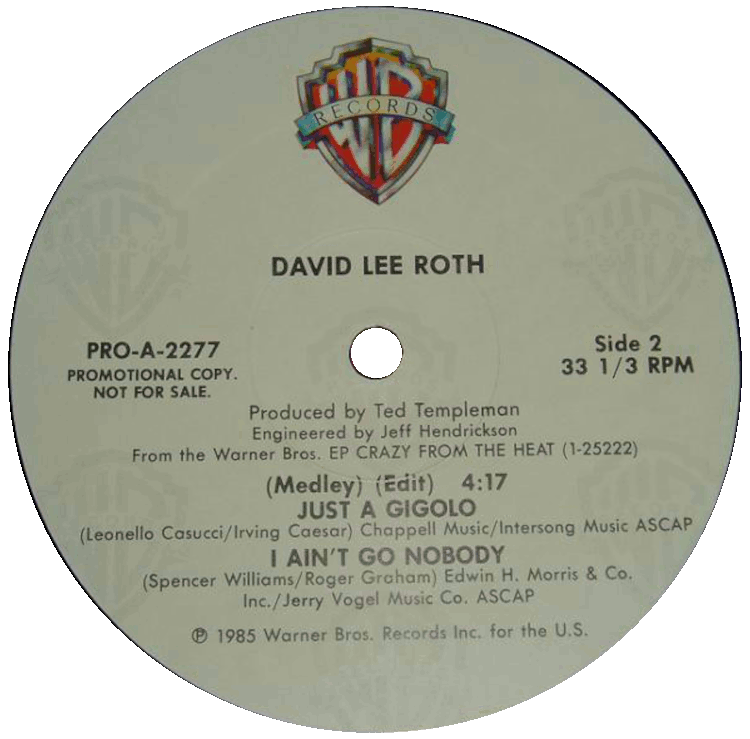 WB
RECORDS
DAVID LEE ROTH
PRO-A-2277
PROMOTIONAL COPY.
NOT FOR SALE.
Side 2
33 1/3 RPM
Produced by Ted Templeman
Engineered by Jeff Hendrickson
From the Warner Bros. EP CRAZY FROM THE HEAT (1-25222)
(Medley) (Edit) 4:17
JUST A GIGOLO
(Leonello Casucci/Irving Caesar) Chappell Music/Intersong Music ASCAP
I AIN'T GO NOBODY
(Spencer Williams/Roger Graham) Edwin H. Morris & Co.
Inc./Jerry Vogel Music Co. ASCAP
℗ 1985 Warner Bros. Records Inc. for the U.S.